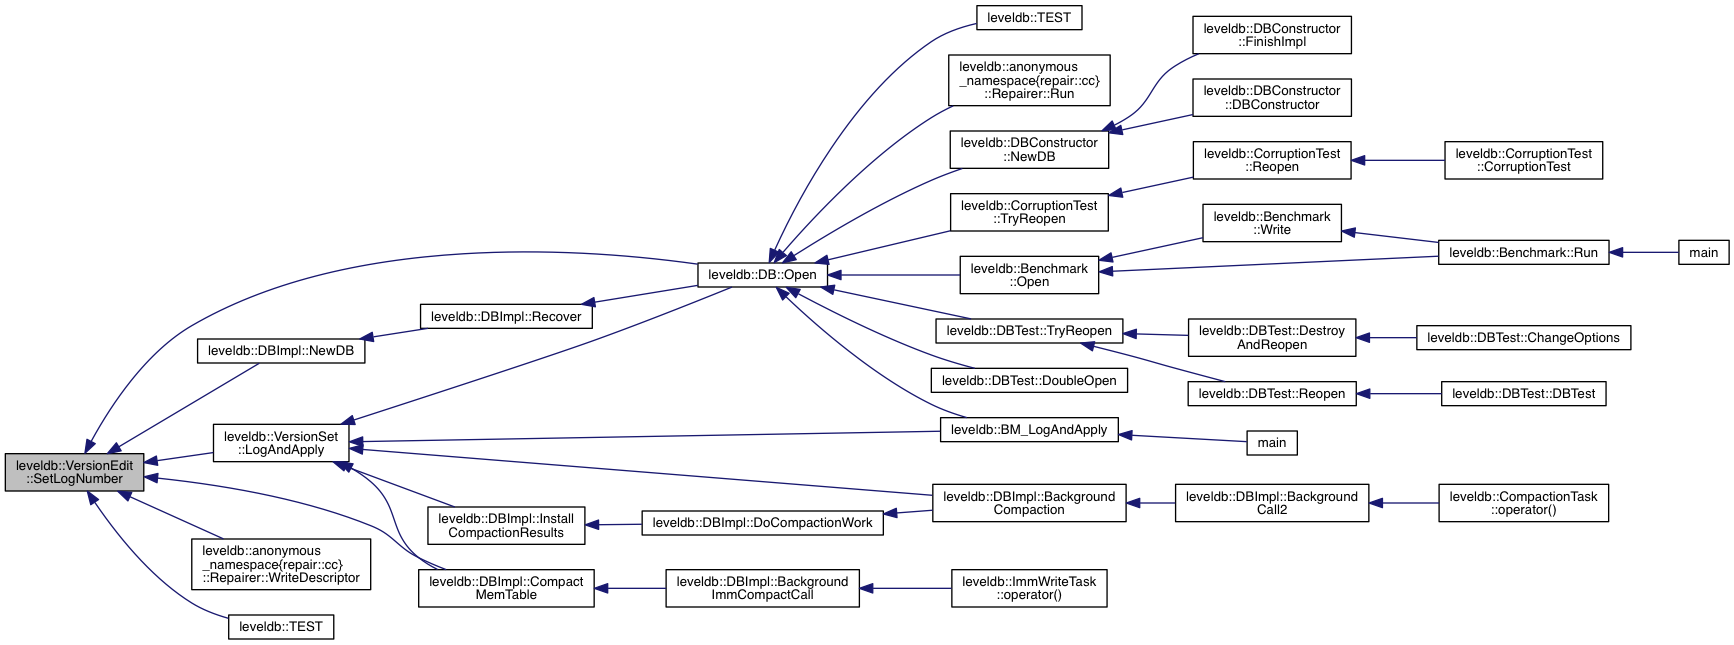 leveldb::TEST
leveldb::DBConstructor
::FinishImpl
leveldb::anonymous
_namespace{repair::cc}
::Repairer::Run
leveldb::DBConstructor
::DBConstructor
leveldb::DBConstructor
::NewDB
leveldb::CorruptionTest
::Reopen
leveldb::CorruptionTest
::CorruptionTest
leveldb::CorruptionTest
::TryReopen
leveldb::Benchmark
::Write
leveldb::Benchmark::Run
main
leveldb::DB::Open
leveldb::Benchmark
::Open
leveldb::DBImpl::Recover
leveldb::DBTest::TryReopen
leveldb::DBTest::Destroy
AndReopen
leveldb::DBTest::ChangeOptions
leveldb::DBImpl::NewDB
leveldb::DBTest::DoubleOpen
leveldb::DBTest::Reopen
leveldb::DBTest::DBTest
leveldb::VersionSet
::LogAndApply
leveldb::BM_LogAndApply
main
leveldb::VersionEdit
::SetLogNumber
leveldb::DBImpl::Background
Compaction
leveldb::DBImpl::Background
Call2
leveldb::CompactionTask
::operator()
leveldb::DBImpl::Install
CompactionResults
leveldb::DBImpl::DoCompactionWork
leveldb::anonymous
_namespace{repair::cc}
::Repairer::WriteDescriptor
leveldb::DBImpl::Compact
MemTable
leveldb::DBImpl::Background
ImmCompactCall
leveldb::ImmWriteTask
::operator()
leveldb::TEST